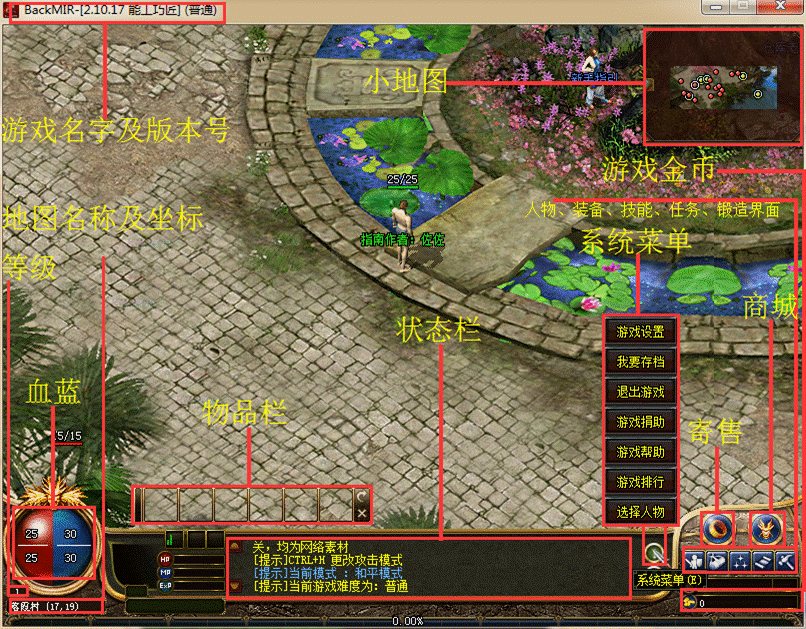 BackMIR-[2.10.17 能工巧匠] (普通)
小地图
新手指引
游戏名字及版本号
25/25
游戏金币
人物、装备、技能、任务、锻造界面
地图名称及坐标
指南作者：佐佐
系统菜单
等级
商城
状态栏
游戏设置
我要存档
退出游戏
游戏捐助
游戏帮助
游戏排行
选择人物
血蓝
物品栏
寄售
5/15
25 30
25 30
HP
MP
EXP
关，均为网络素材
[提示]CTRL+H 更改攻击模式
[提示]当前模式 : 和平模式
[提示]当前游戏难度为: 普通
系统菜单(E)
1
客殿村 (17,19)
0
0.00%